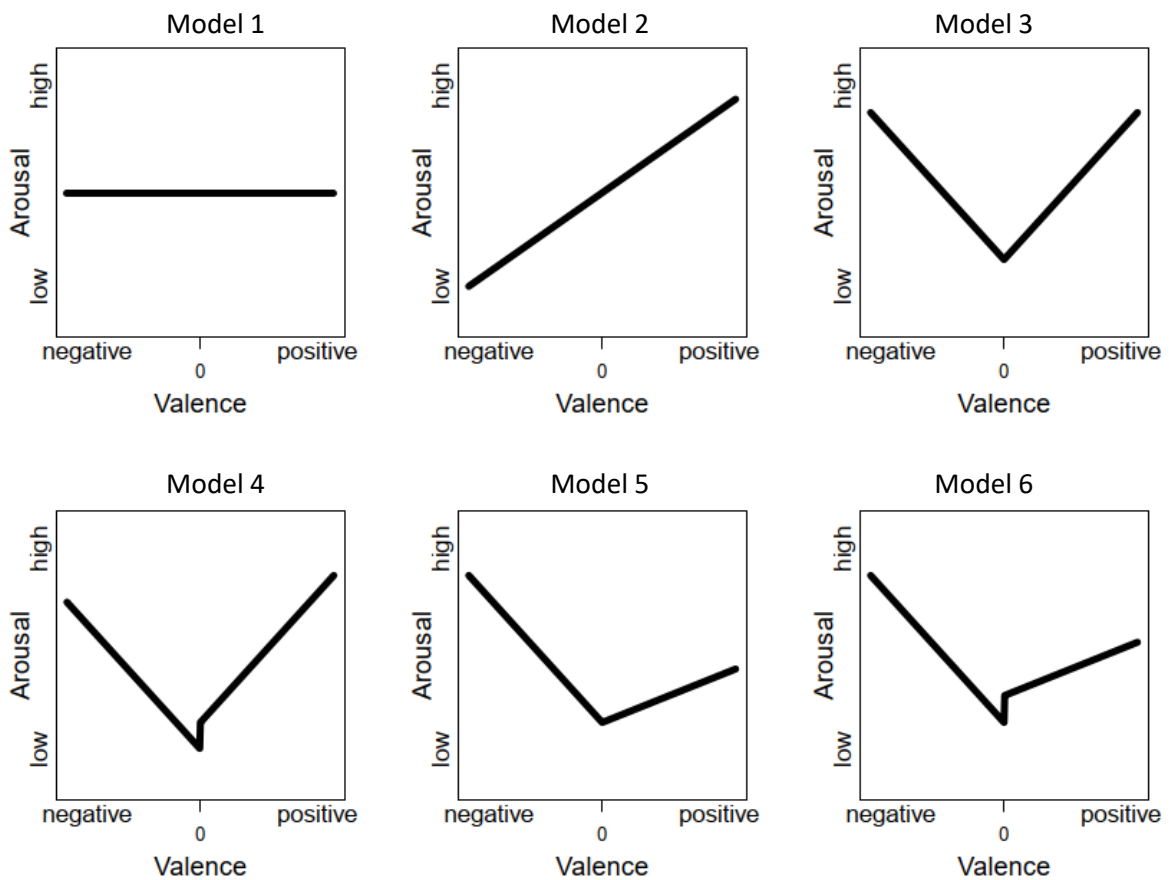 Model 1
high
Arousal
low
negative
positive
0
Valence
Model 2
high
Arousal
low
negative
positive
0
Valence
Model 3
high
Arousal
low
negative
positive
0
Valence
Model 4
high
Arousal
low
negative
positive
0
Valence
Model 5
high
Arousal
low
negative
positive
0
Valence
Model 6
high
Arousal
low
negative
positive
0
Valence